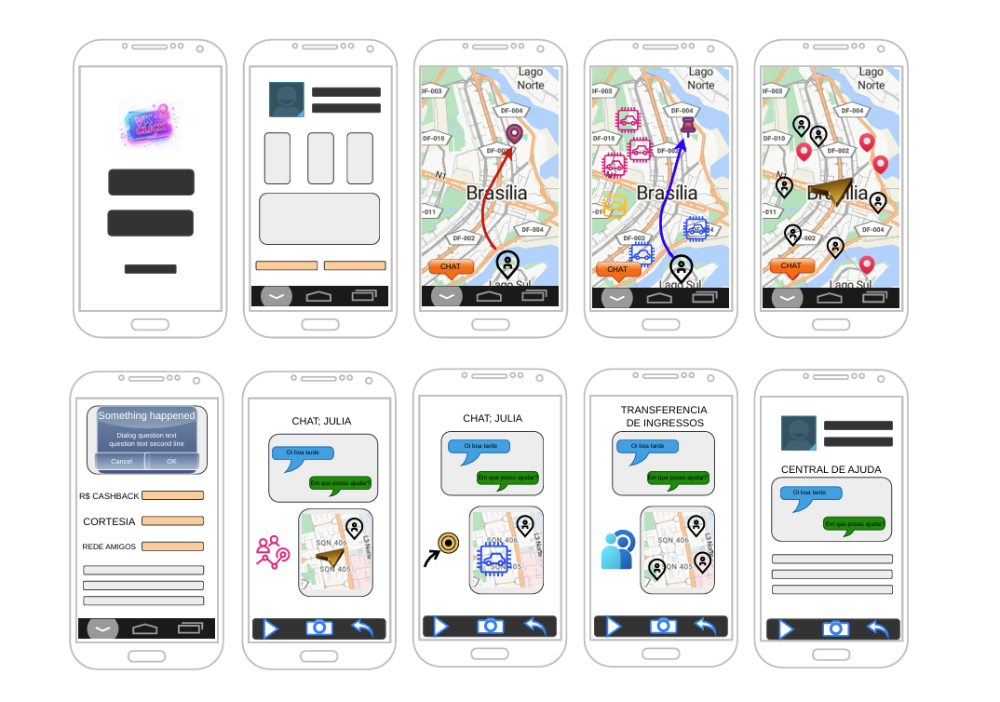 VK
CLICK
Lago
Norte
DF-003
DF-004
DF-010
DF-002
N1
Brasília
-011
DF-004
DF-002
CHAT
Lago Sul
Lago
Norte
DF-003
DF-004
DF-010
DF-002
N1
Brasília
-011
DF-004
DF-002
CHAT
Lago Sul
Lago
Norte
DF-003
DF-004
DF-010
DF-002
Brasília
-011
DF-004
DF-002
CHAT
Lago Sul
Something happened
Dialog question text
question text second line
Cancel OK
R$ CASHBACK
CORTESIA
REDE AMIGOS
CHAT; JULIA
Oi boa tarde
Em que posso ajudar?
SQN 406
SQN 405
L3 Norte
CHAT; JULIA
Oi boa tarde
Em que posso ajudar?
SQN 406
SQN 405
L3 Norte
TRANSFERENCIA
DE INGRESSOS
Oi boa tarde
Em que posso ajudar?
SQN 406
SQN 405
L3 Norte
CENTRAL DE AJUDA
Oi boa tarde
Em que posso ajudar?